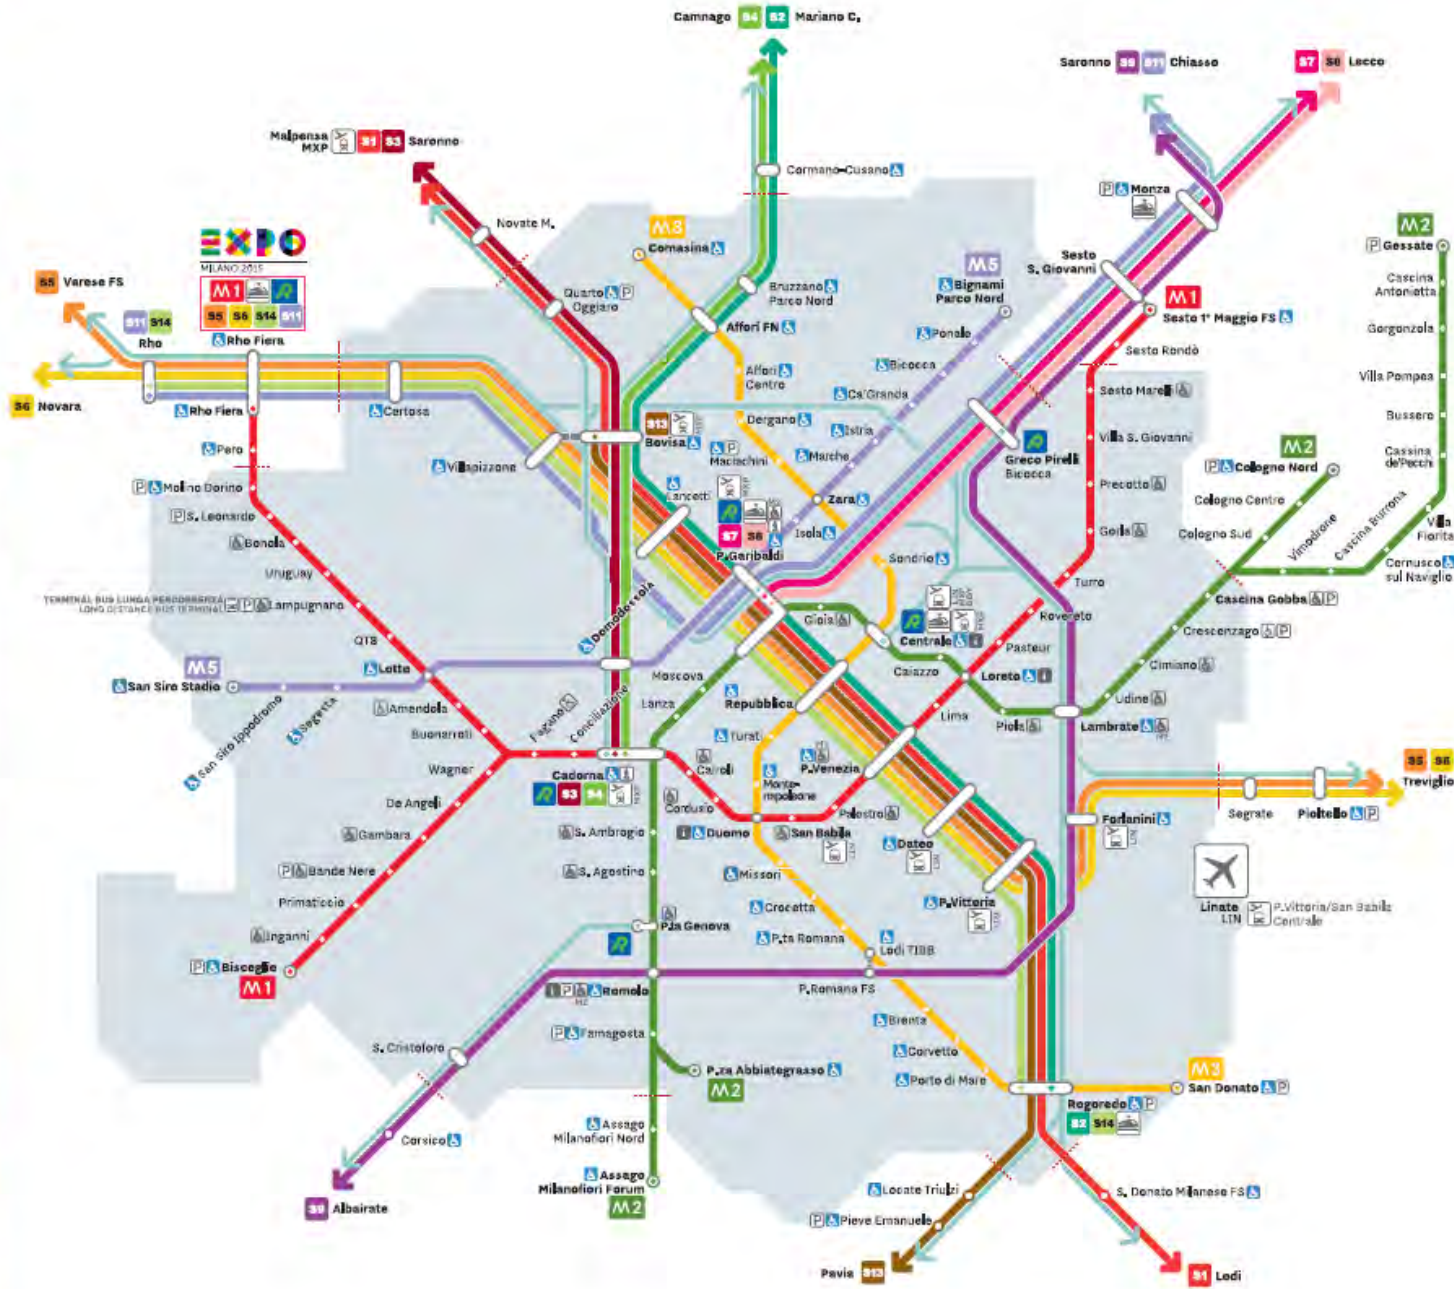 Camnago S4 S2 Mariano C.
Saronno S9 S11 Chiasso
S7 S8 Lecco
Malpensa
MXP
S1 S3 Saronno
Cormano-Cusano
Monza
Novate M.
M3
Comasina
M2
Gessate
EXPO
MILANO 2015
M1
S5 S6 S14 S11
S5 Varese FS
S11 S14
Rho
Rho Fiera
S6 Novara
Rho Fiera
Certosa
Quarto
Oggiaro
Bruzzano
Parco Nord
Affori FN
Affori
Centro
M5
Bignami
Parco Nord
Ponale
Bicocca
Ca'Granda
Istria
Marche
Zara
Isola
Sesto
S. Giovanni
M1
Sesto 1° Maggio FS
Sesto Rondò
Sesto Marelli
Villa S. Giovanni
Precotto
Gorla
Turro
Rovereto
Pasteur
Loreto
Lima
Cascina
Antonietta
Gorgonzola
Villa Pompea
Bussero
Cascina
de'Pecchi
Villa
Fiorita
Cernusco
sul Naviglio
Cascina Burrona
Vimodrone
M2
Cologno Nord
Cologno Centro
Cologno Sud
Cascina Gobba
Crescenzago
Cimiano
Udine
Lambrate
Piola
Caiazzo
Centrale
Gioia
Sondrio
Greco Pirelli
Bicocca
Dergano
Maciachini
S13
Bovisa
Villapizzone
Lancetti
MXP
S7 S8
P.Garibaldi
Domodossola
Pero
Molino Dorino
S. Leonardo
Bonola
Uruguay
TERMINAL BUS LUNGA PERCORRENZA
LONG DISTANCE BUS TERMINAL
Lampugnano
QT8
Lotto
M5
San Siro Stadio
San Siro Ippodromo
Segesta
Amendola
Buonarroti
Pagano
Conciliazione
Wagner
De Angeli
Gambara
Bande Nere
Primaticcio
Inganni
Bisceglie
M1
Cadorna
S3 S4
Moscova
Lanza
Cairoli
Cordusio
Duomo
San Babila
Palestro
P.Venezia
Repubblica
Turati
Monte-
napoleone
Dateo
P.Vittoria
Forlanini
Segrate
Pioltello
S5 S6
Treviglio
Linate
LIN
P.Vittoria/San Babila
Centrale
S. Ambrogio
S. Agostino
P.ta Genova
Missori
Crocetta
P.ta Romana
Lodi TIBB
P.Romana FS
Romolo
Famagosta
P.za Abbiategrasso
M2
Brenta
Corvetto
Porto di Mare
Rogoredo
S2 S14
M3
San Donato
S. Cristoforo
Corsico
S9 Albairate
Assago
Milanofiori Nord
Assago
Milanofiori Forum
M2
Locate Triulzi
Pieve Emanuele
Pavia S13
S. Donato Milanese FS
S1 Lodi